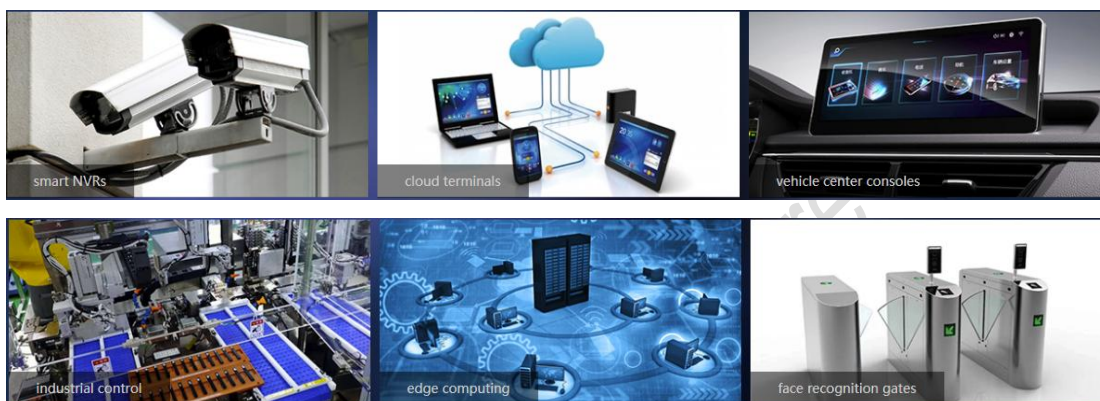 smart NVRs
cloud terminals
vehicle center consoles
industrial control
edge computing
face recognition gates